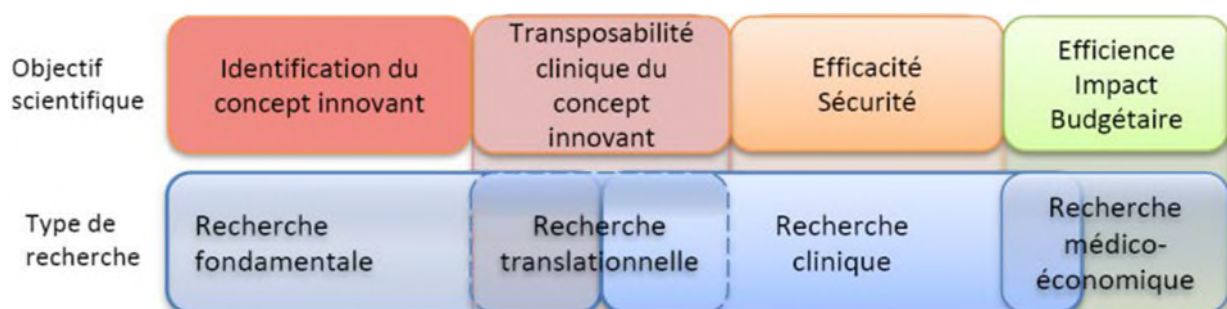 Objectif
scientifique
Identification du
concept innovant
Transposabilité
clinique du
concept
innovant
Efficacité
Sécurité
Efficience
Impact
Budgétaire
Type de
recherche
Recherche
fondamentale
Recherche
translationnelle
Recherche
clinique
Recherche
médico-
économique